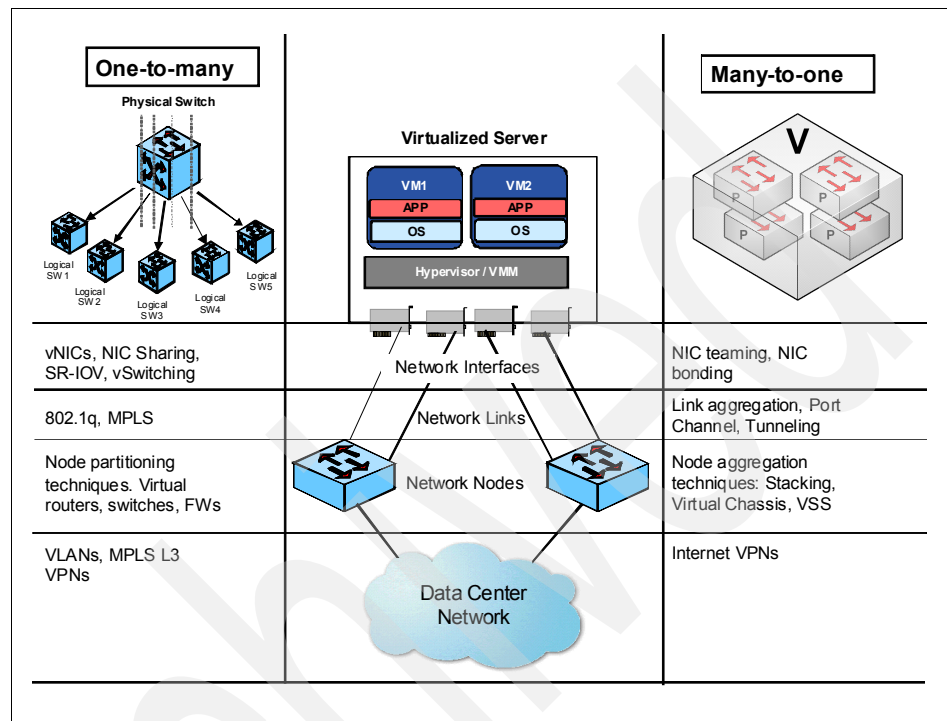 One-to-many
Physical Switch
Logical
SW1
Logical
SW2
Logical
SW3
Logical
SW4
Logical
SW5
Virtualized Server
VM1
APP
OS
VM2
APP
OS
Hypervisor / VMM
Many-to-one
V
P
P
P
P
vNICs, NIC Sharing,
SR-IOV, vSwitching
Network Interfaces
NIC teaming, NIC
bonding
802.1q, MPLS
Network Links
Link aggregation, Port
Channel, Tunneling
Node partitioning
techniques. Virtual
routers, switches, FWs
Network Nodes
Node aggregation
techniques: Stacking,
Virtual Chassis, VSS
VLANs, MPLS L3
VPNs
Data Center
Network
Internet VPNs